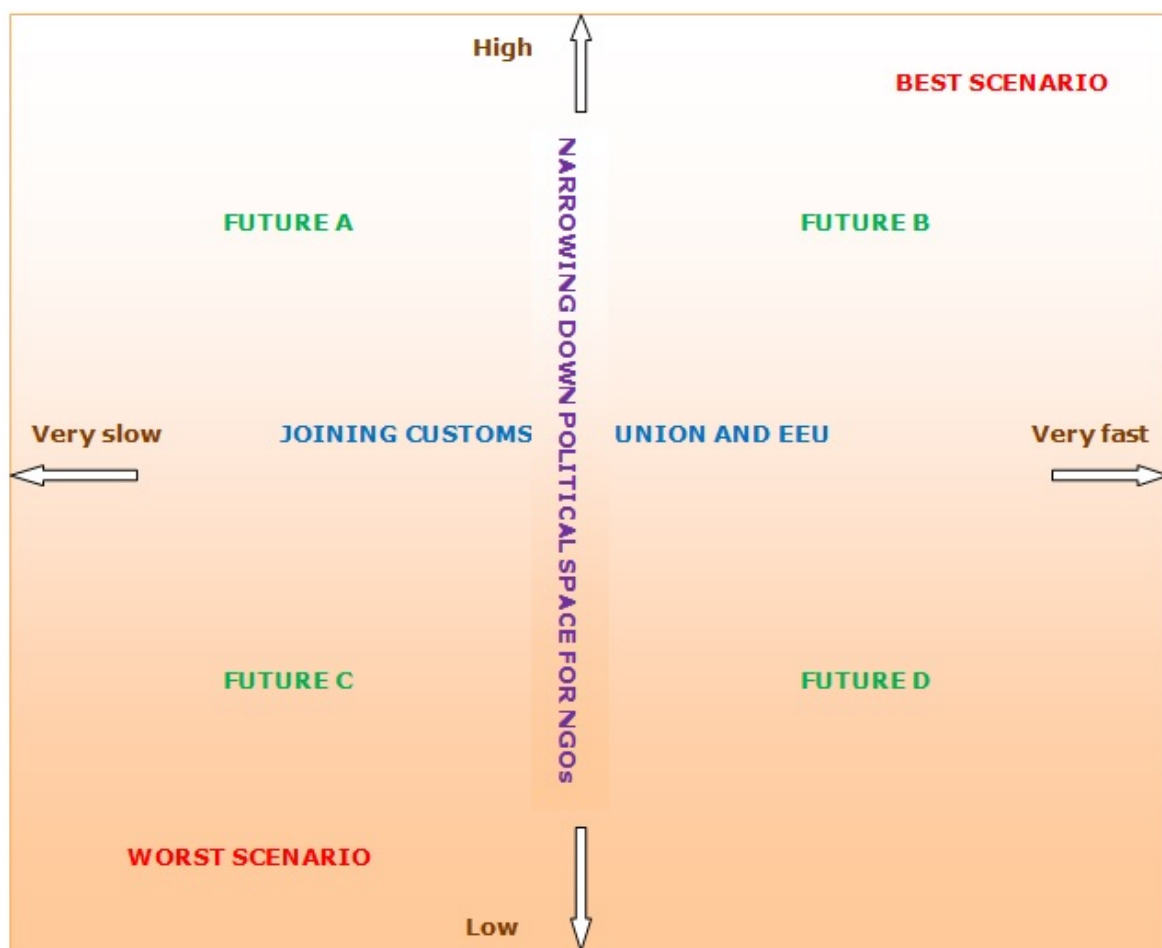 High
BEST SCENARIO
NARROWING DOWN POLITICAL SPACE FOR NGOs
FUTURE A
FUTURE B
Very slow
JOINING CUSTOMS UNION AND EEU
Very fast
FUTURE C
FUTURE D
WORST SCENARIO
Low